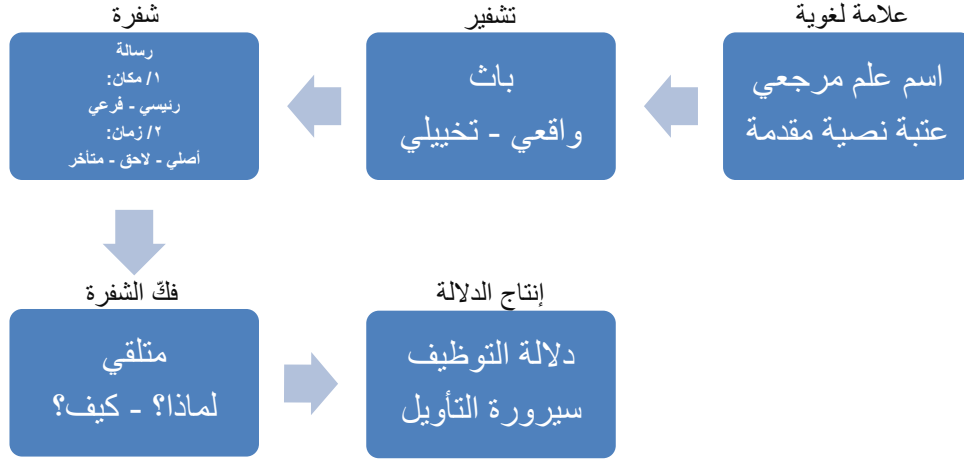 علامة لغوية
اسم علم مرجعي
عتبة نصية مقدمة
تشفير
باث
واقعي - تخييلي
شفرة
رسالة
١/ مكان:
رئيسي - فرعي
٢/ زمان:
أصلي - لاحق - متأخر
فكّ الشفرة
متلقي
لماذا؟ - كيف؟
إنتاج الدلالة
دلالة التوظيف
سيرورة التأويل